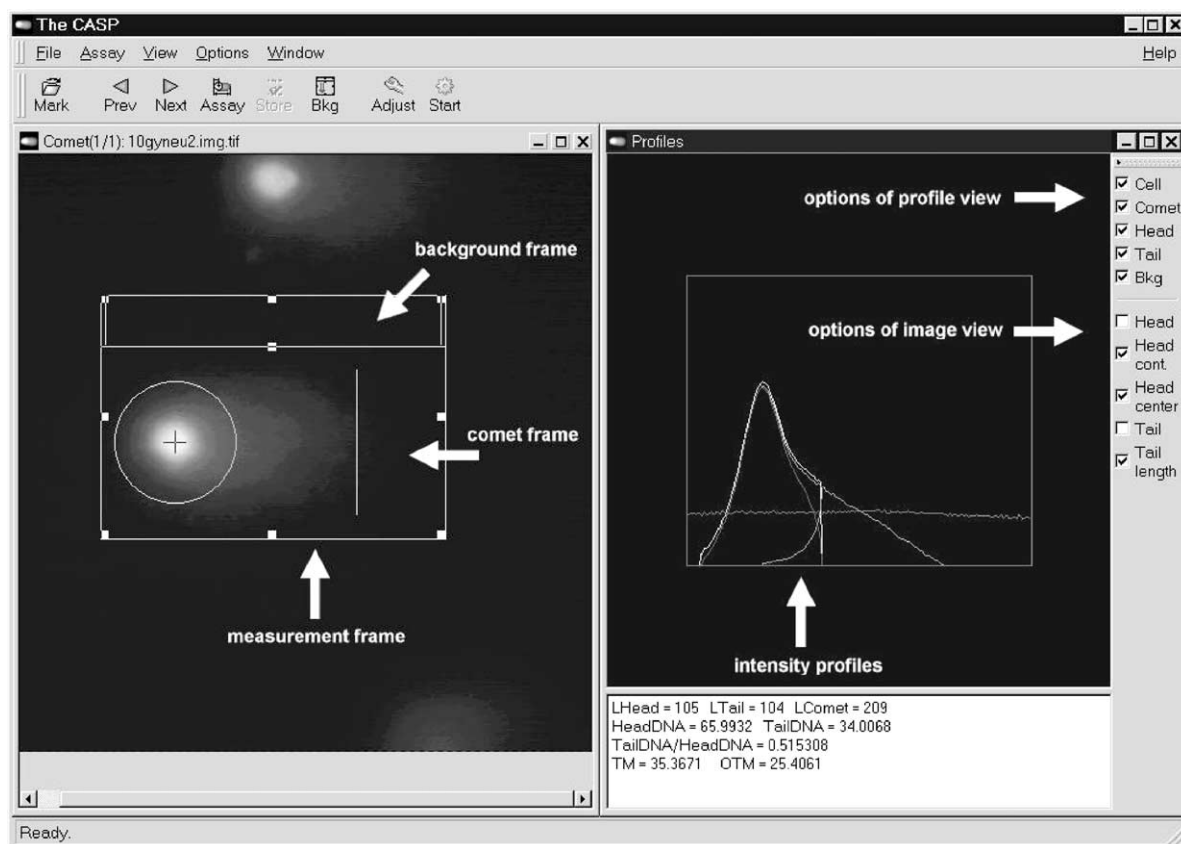 The CASP
File Assay View Options Window Help
Mark Prev Next Assay Store Bkg Adjust Start
Comet(1/1): 10gyneu2.img.tif
background frame
comet frame
measurement frame
Profiles
options of profile view
Cell
Comet
Head
Tail
Bkg
options of image view
Head
Head
cont.
Head
center
Tail
Tail
length
intensity profiles
LHead = 105 LTail = 104 LComet = 209
HeadDNA = 65.9932 TailDNA = 34.0068
TailDNA/HeadDNA = 0.515308
TM = 35.3671 OTM = 25.4061
Ready.